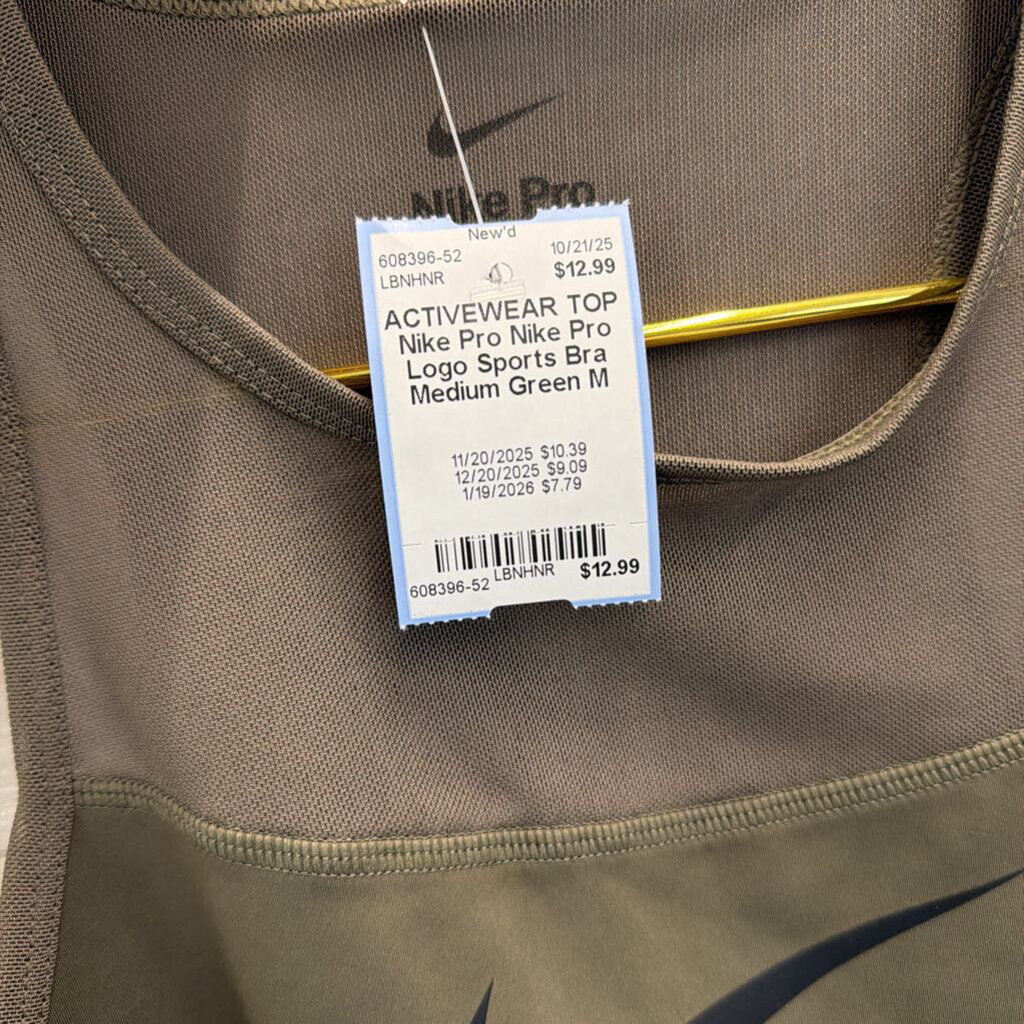 Nike Pro
New'd
608396-52 10/21/25
LBNHNR $12.99
ACTIVEWEAR TOP
Nike Pro Nike Pro
Logo Sports Bra
Medium Green M
11/20/2025 $10.39
12/20/2025 $9.09
1/19/2026 $7.79
608396-52 LBNHNR $12.99